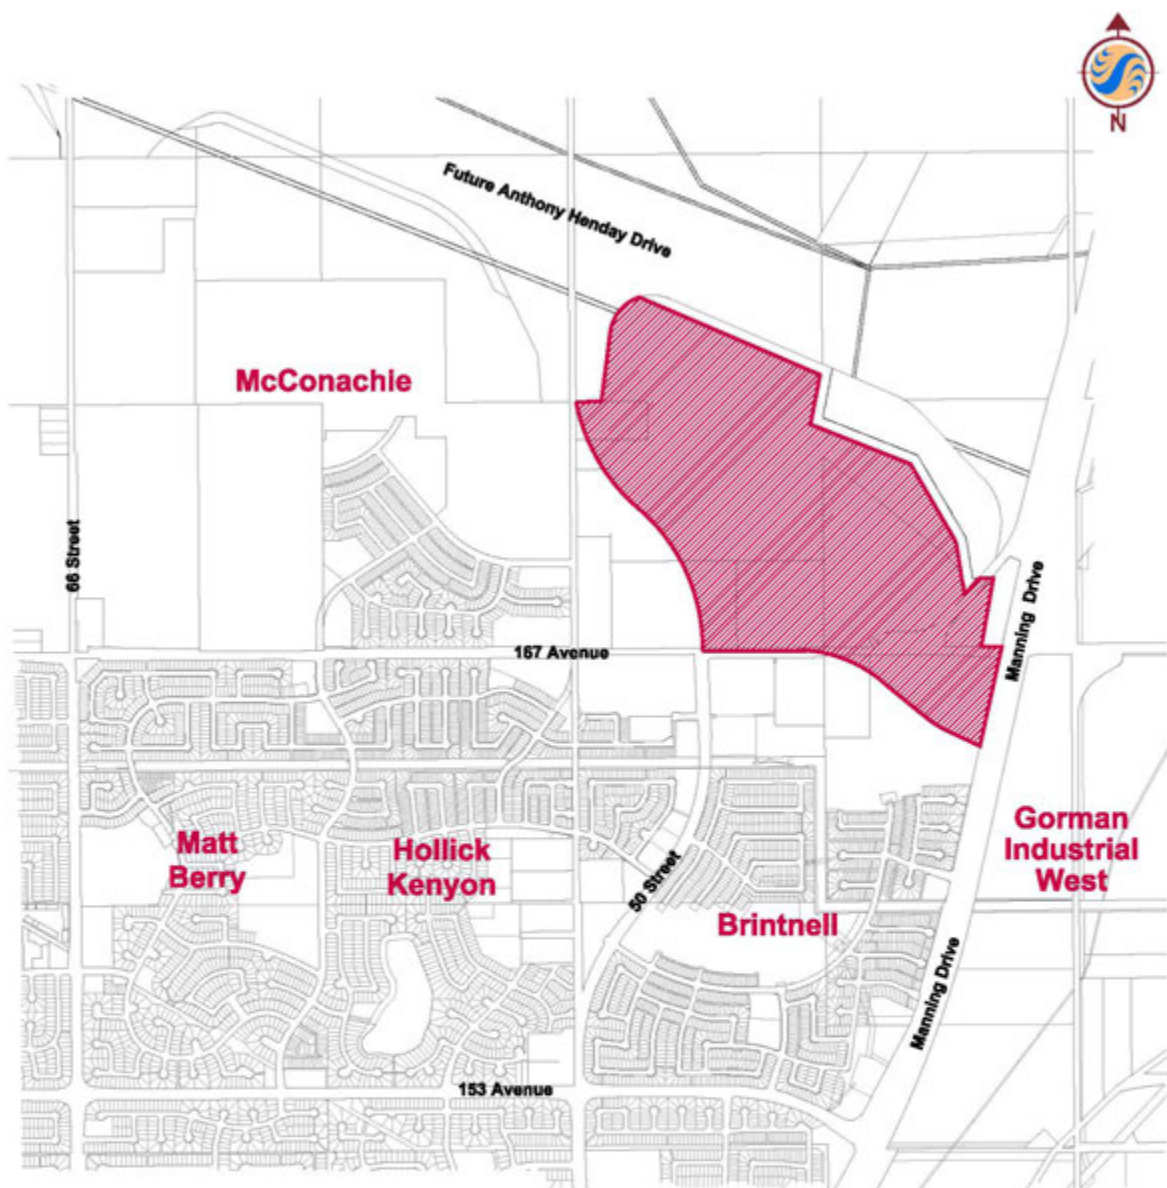 N
Future Anthony Henday Drive
McConachie
66 Street
Manning Drive
167 Avenue
Matt
Berry
Hollick
Kenyon
50 Street
Gorman
Industrial
West
Brintnell
Manning Drive
153 Avenue